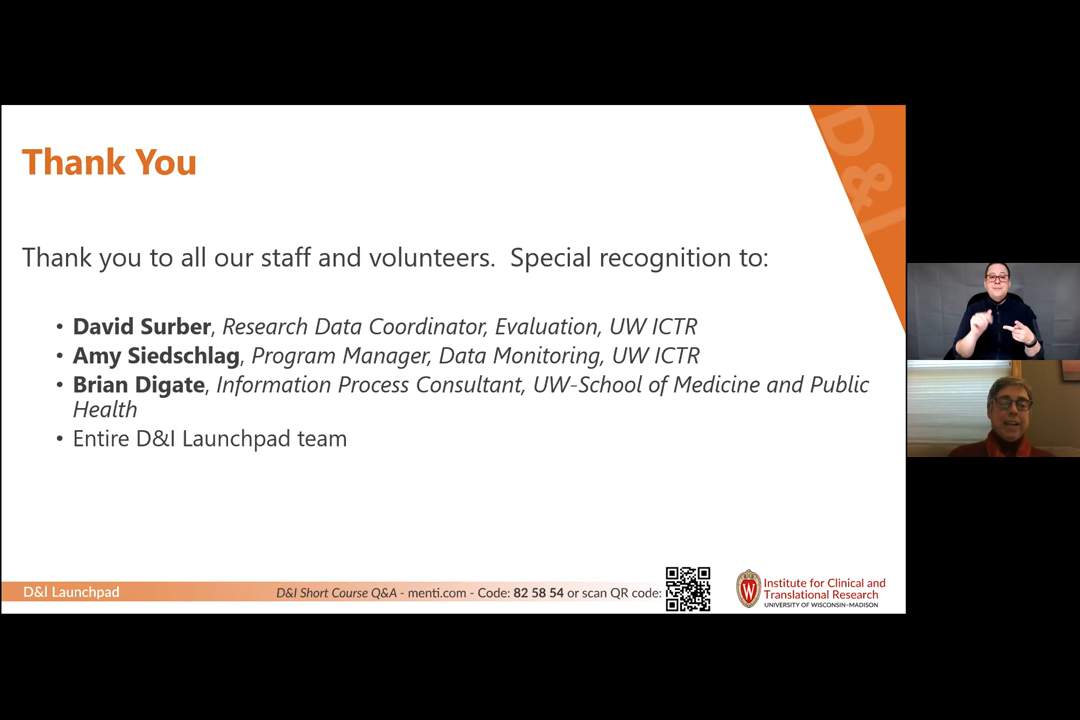 D&I
Thank You
Thank you to all our staff and volunteers.  Special recognition to:
• David Surber, Research Data Coordinator, Evaluation, UW ICTR
• Amy Siedschlag, Program Manager, Data Monitoring, UW ICTR
• Brian Digate, Information Process Consultant, UW-School of Medicine and Public
Health
• Entire D&I Launchpad team
D&I Launchpad
D&I Short Course Q&A - menti.com - Code: 82 58 54 or scan QR code:
W
Institute for Clinical and
Translational Research
UNIVERSITY OF WISCONSIN–MADISON